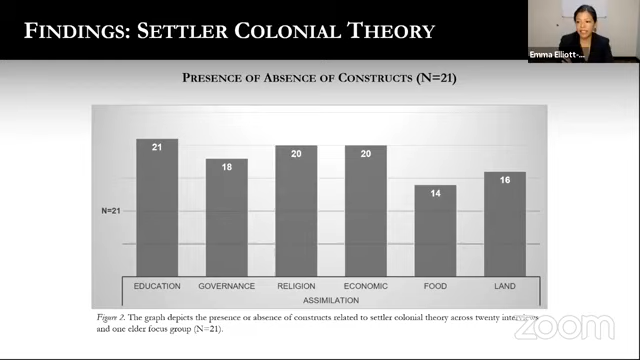 FINDINGS: SETTLER COLONIAL THEORY
Emma Elliott-...
PRESENCE OF ABSENCE OF CONSTRUCTS (N=21)
21
18
20
20
14
16
N=21
EDUCATION GOVERNANCE RELIGION ECONOMIC FOOD LAND
ASSIMILATION
Figure 2. The graph depicts the presence or absence of constructs related to settler colonial theory across twenty interviews
and one elder focus group (N=21).
zoom